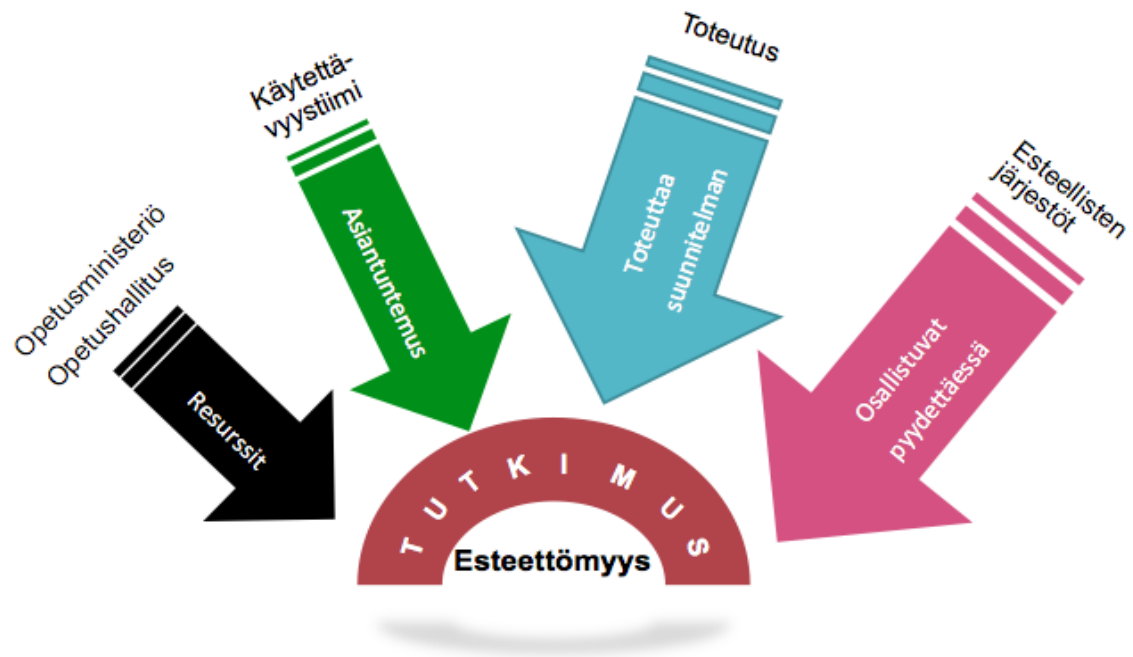 Opetusministeriö
Opetushallitus
Resurssit
Käytettä-
vyystiimi
Asiantuntemus
Toteutus
Toteuttaa
suunnitelman
Esteellisten
järjestöt
Osallistuvat
pyydettäessä
TUTKIMUS
Esteettömyys